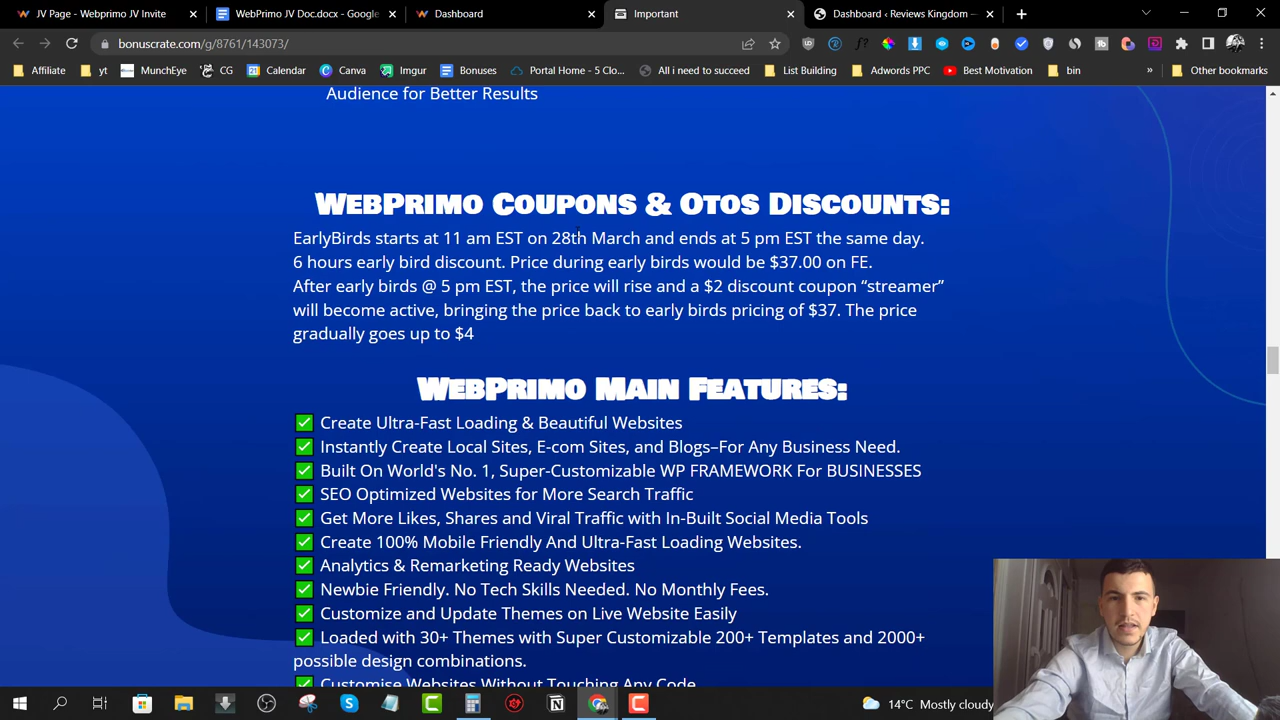 JV Page - Webprimo JV Invite
WebPrimo JV Doc.docx - Google
Dashboard
Important
Dashboard ‹ Reviews Kingdom —
bonuscrate.com/g/8761/143073/
Affiliate
yt
MunchEye
CG
Calendar
Canva
Imgur
Bonuses
Portal Home - 5 Clo...
All i need to succeed
List Building
Adwords PPC
Best Motivation
bin
»
Other bookmarks
Audience for Better Results
WebPrimo Coupons & Otos Discounts:
EarlyBirds starts at 11 am EST on 28th March and ends at 5 pm EST the same day.
6 hours early bird discount. Price during early birds would be $37.00 on FE.
After early birds @ 5 pm EST, the price will rise and a $2 discount coupon “streamer”
will become active, bringing the price back to early birds pricing of $37. The price
gradually goes up to $4
WebPrimo Main Features:
✅ Create Ultra-Fast Loading & Beautiful Websites
✅ Instantly Create Local Sites, E-com Sites, and Blogs–For Any Business Need.
✅ Built On World's No. 1, Super-Customizable WP FRAMEWORK For BUSINESSES
✅ SEO Optimized Websites for More Search Traffic
✅ Get More Likes, Shares and Viral Traffic with In-Built Social Media Tools
✅ Create 100% Mobile Friendly And Ultra-Fast Loading Websites.
✅ Analytics & Remarketing Ready Websites
✅ Newbie Friendly. No Tech Skills Needed. No Monthly Fees.
✅ Customize and Update Themes on Live Website Easily
✅ Loaded with 30+ Themes with Super Customizable 200+ Templates and 2000+
possible design combinations.
✅ Customise Websites Without Touching Any Code
14°C Mostly cloudy